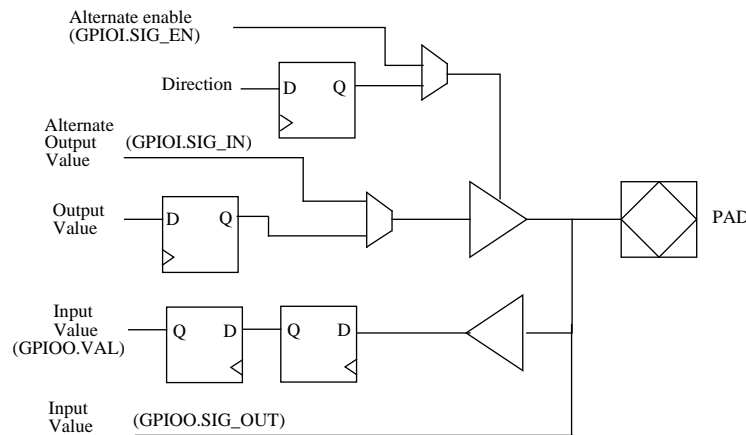 Alternate enable
(GPIOI.SIG_EN)
Direction
D Q
Alternate
Output
Value
(GPIOI.SIG_IN)
Output
Value
D Q
PAD
Input
Value
(GPIOO.VAL)
Q D
Q D
Input
Value
(GPIOO.SIG_OUT)